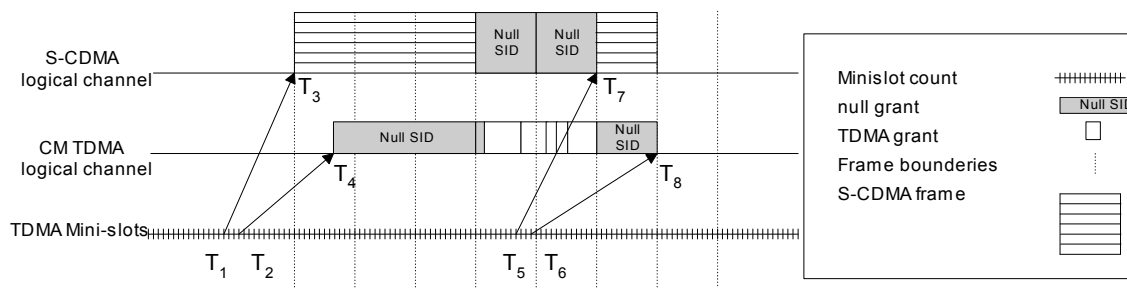 S-CDMA
logical channel
Null
SID
Null
SID
T3
T7
CM TDMA
logical channel
Null SID
Null
SID
T4
T8
TDMA Mini-slots
T1
T2
T5
T6
Minislot count
null grant
Null SID
TDMA grant
Frame bounderies
S-CDMA frame